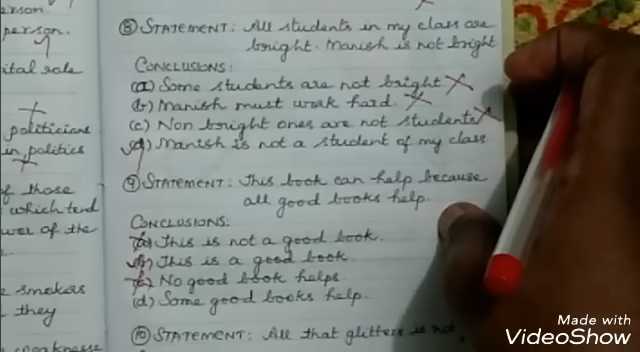 erson
person.
ital role
politicians
in politics
of those
which tend
of the
smokers
they
weakness
⑧ STATEMENT: All students in my class are
bright. Manish is not bright
CONCLUSIONS:
(a) Some students are not bright
(b) Manish must work hard.
(c) Non bright ones are not students
(d) Manish is not a student of my class
⑨ STATEMENT: This book can help because
all good books help.
CONCLUSIONS:
(a) This is not a good book.
(b) This is a good book.
(c) No good book helps.
(d) Some good books help.
⑩ STATEMENT: All that glitters is not
Made with
VideoShow